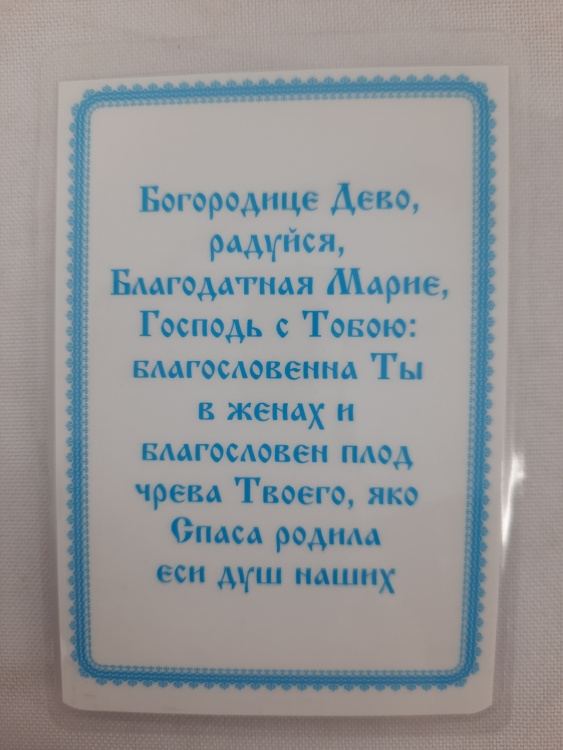 Богородице Дево,
радуйся,
Благодатная Марие,
Господь с Тобою:
благословенна Ты
в женах и
благословен плод
чрева Твоего, яко
Спаса родила
еси душ наших